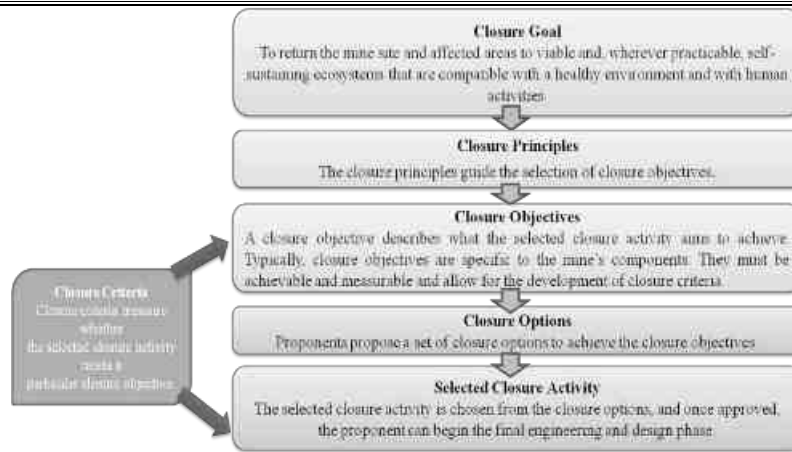 Closure Goal
To return the mine site and affected areas to viable and, wherever practicable, self-
sustaining ecosystems that are compatible with a healthy environment and with human
activities
Closure Principles
The closure principles guide the selection of closure objectives.
Closure Objectives
A closure objective describes what the selected closure activity aims to achieve.
Typically, closure objectives are specific to the mine's components. They must be
achievable and measurable and allow for the development of closure criteria.
Closure Criteria
Closure criteria measure
whether
the selected closure activity
meets a
particular closure objective.
Closure Options
Proponents propose a set of closure options to achieve the closure objectives
Selected Closure Activity
The selected closure activity is chosen from the closure options, and once approved,
the proponent can begin the final engineering and design phase